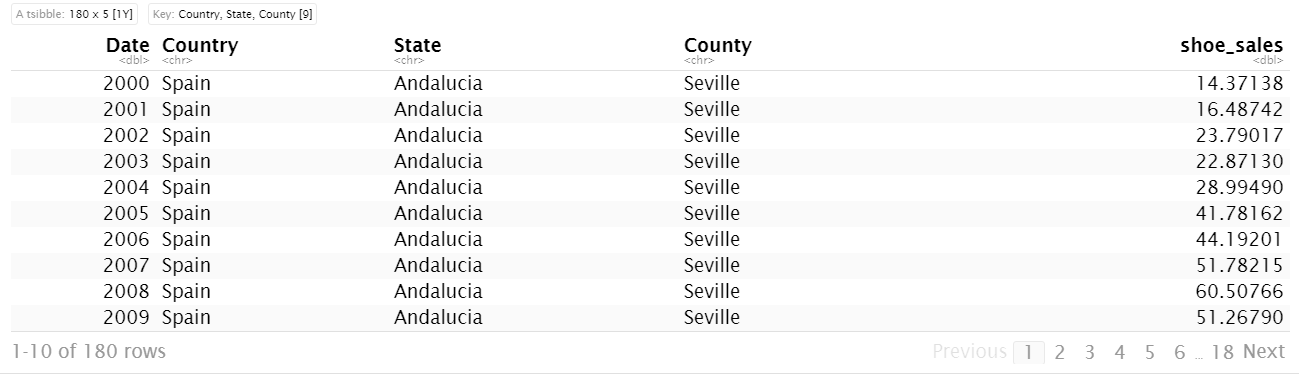 A tsibble: 180 x 5 [1Y] Key: Country, State, County [9]
Date Country State County shoe_sales
<dbl> <chr> <chr> <chr> <dbl>
2000 Spain Andalucia Seville 14.37138
2001 Spain Andalucia Seville 16.48742
2002 Spain Andalucia Seville 23.79017
2003 Spain Andalucia Seville 22.87130
2004 Spain Andalucia Seville 28.99490
2005 Spain Andalucia Seville 41.78162
2006 Spain Andalucia Seville 44.19201
2007 Spain Andalucia Seville 51.78215
2008 Spain Andalucia Seville 60.50766
2009 Spain Andalucia Seville 51.26790
1-10 of 180 rows Previous 1 2 3 4 5 6 ... 18 Next